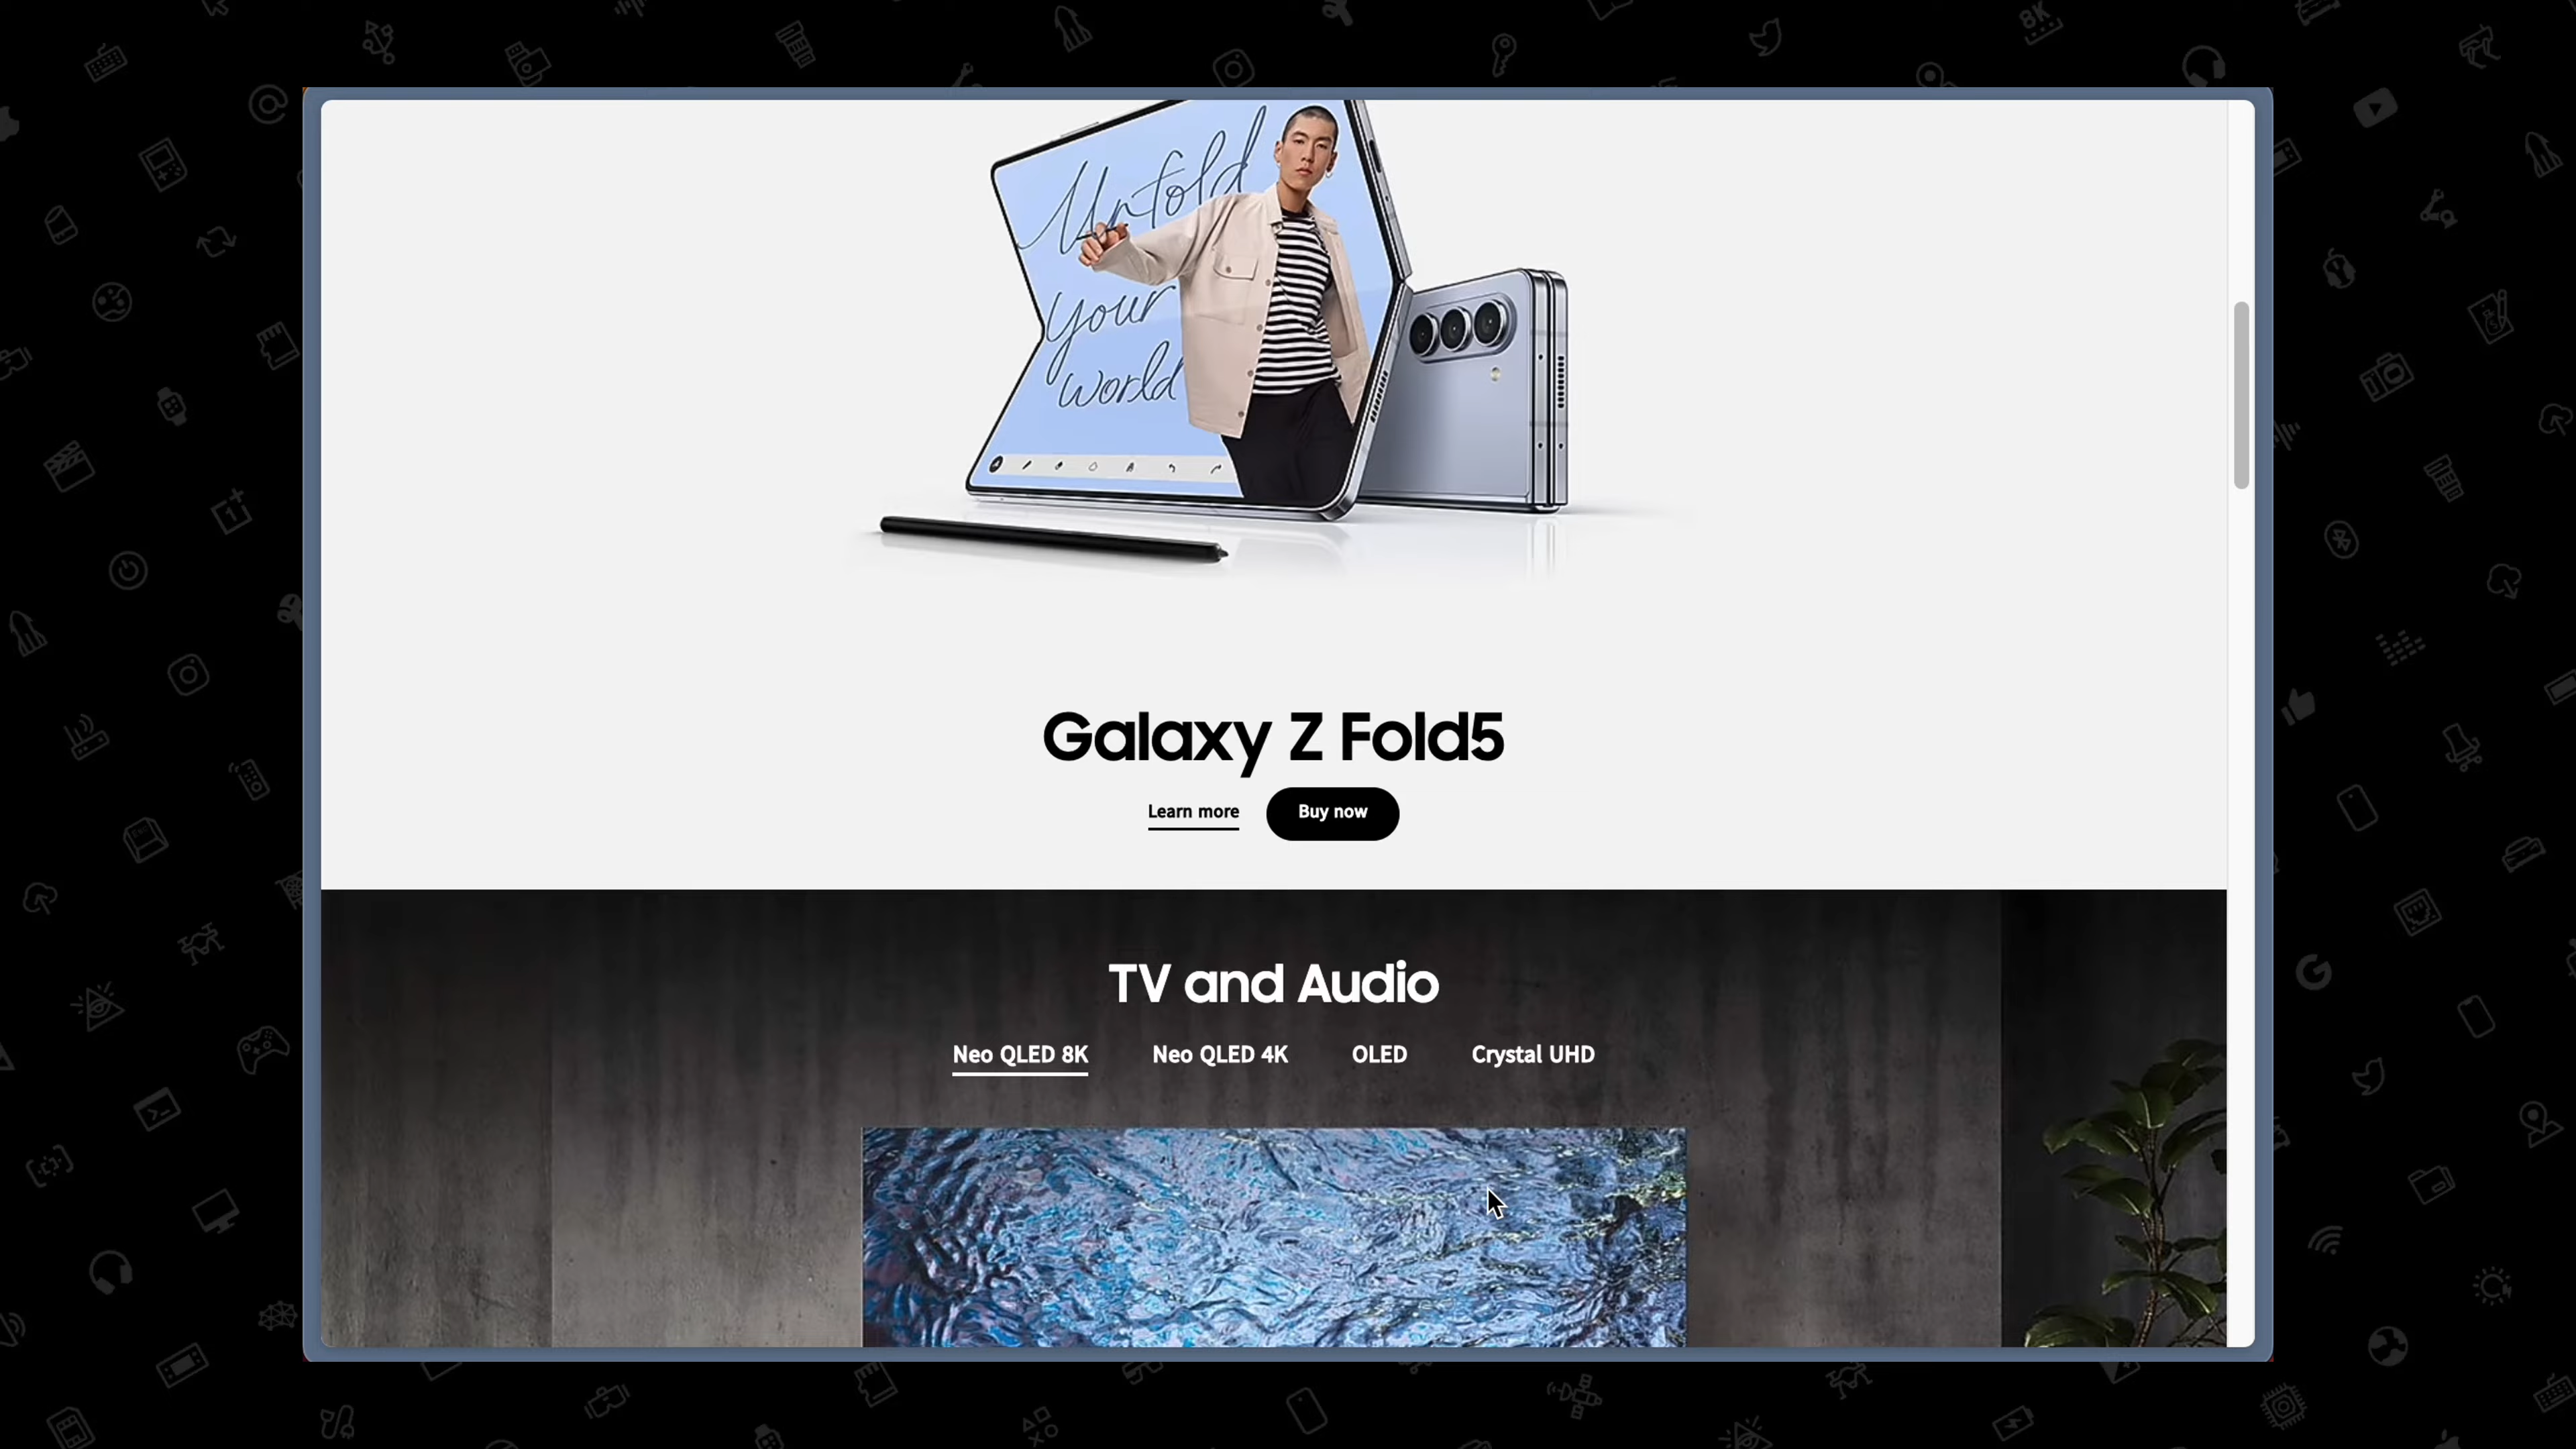 8K
Unfold
your
world
Galaxy Z Fold5
Learn more
Buy now
TV and Audio
Neo QLED 8K
Neo QLED 4K
OLED
Crystal UHD